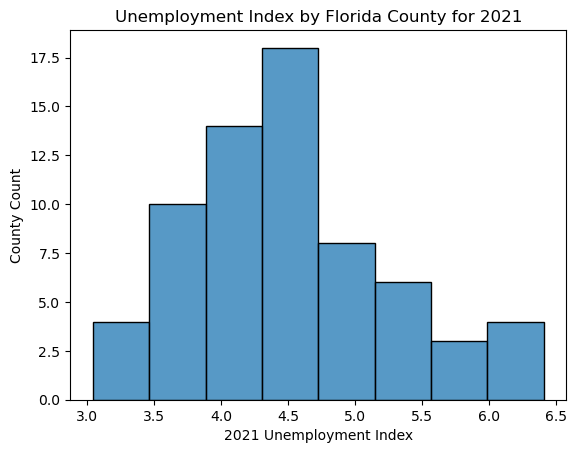 Unemployment Index by Florida County for 2021
17.5
15.0
12.5
10.0
7.5
5.0
2.5
0.0
County Count
3.0 3.5 4.0 4.5 5.0 5.5 6.0 6.5
2021 Unemployment Index